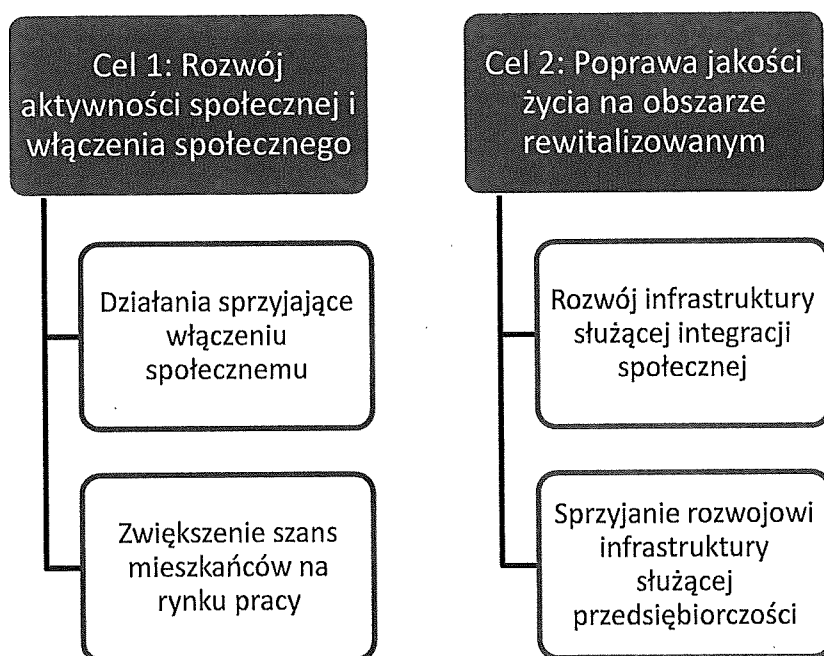 Cel 1: Rozwój
aktywności społecznej i
włączenia społecznego
Działania sprzyjające
włączeniu
społecznemu
Zwiększenie szans
mieszkańców na
rynku pracy
Cel 2: Poprawa jakości
życia na obszarze
rewitalizowanym
Rozwój infrastruktury
służącej integracji
społecznej
Sprzyjanie rozwojowi
infrastruktury
służącej
przedsiębiorczości